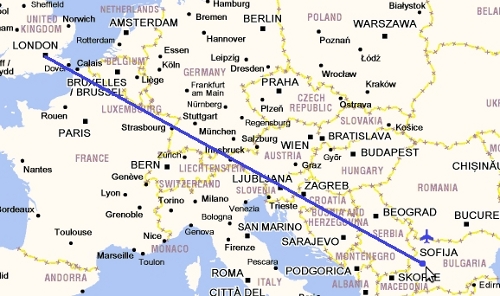 Sheffield
NETHERLANDS
Bremen
Białystok
UNITED
KINGDOM
Norwich
AMSTERDAM
Hamburg
BERLIN
POLAND
WARSZAWA
LONDON
Rotterdam
Hannover
Poznań
Essen
Łódź
Dover
Calais
BELGIUM
Köln
Leipzig
Dresden
BRUXELLES
/ BRUSSEL
Liège
GERMANY
Wrocław
Frankfurt
am Main
PRAHA
Kraków
LUXEMBOURG
Nürnberg
Plzeň
CZECH
REPUBLIC
Ostrava
Rouen
Stuttgart
Regensburg
SLOVAKIA
PARIS
Strasbourg
München
Košice
Salzburg
WIEN
BRATISLAVA
FRANCE
Zürich
Innsbruck
AUSTRIA
Győr
BUDAPEST
BERN
LIECHTENSTEIN
Graz
CHIȘINĂU
Nantes
Genève
SWITZERLAND
LJUBLJANA
HUNGARY
SLOVENIA
ZAGREB
ROMANIA
Lyon
Torino
Milano
Trieste
CROATIA
Bordeaux
Grenoble
Venezia
BOSNIA AND
HERZEGOVINA
BEOGRAD
Bologna
Genova
Toulouse
Nice
SAN MARINO
SERBIA
MONACO
Firenze
SARAJEVO
SOFIJA
Marseille
Toulon
ITALY
MONTENEGRO
Pescara
PODGORICA
BULGARIA
ANDORRA
ROMA
SKOPJE
ALBANIA
MACEDONIA
CITTÀ DEL